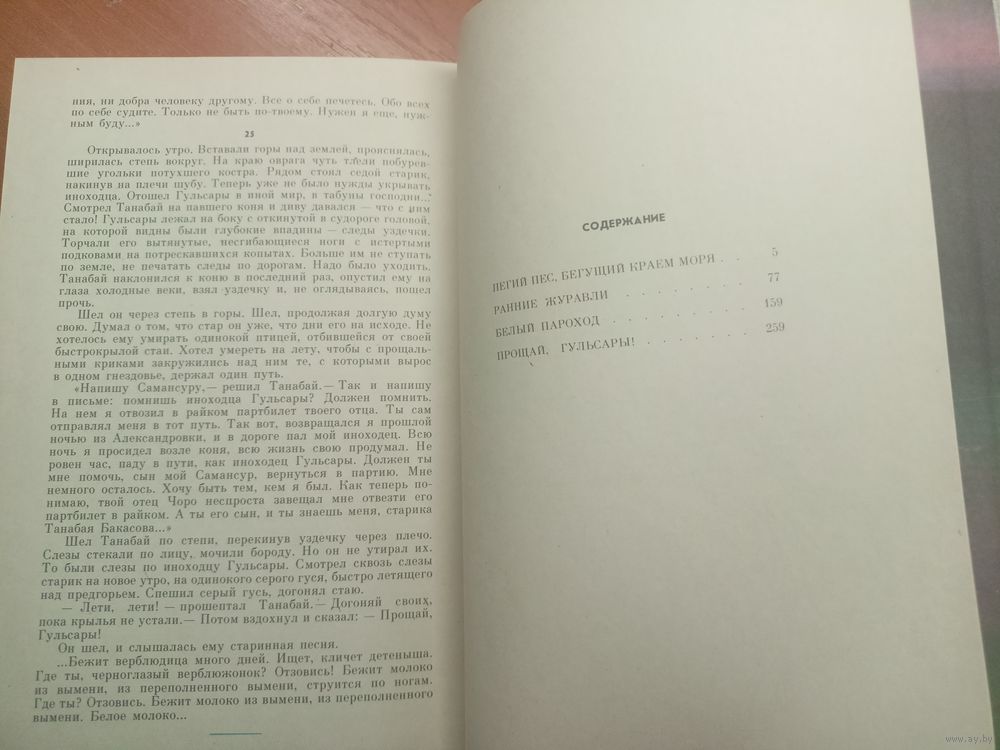 ния, ни добра человеку другому. Все о себе печетесь. Обо всех
по себе судите. Только не быть по-твоему. Нужен я еще, нуж-
ным буду...»
25
Открывалось утро. Вставали горы над землей, прояснялась,
ширилась степь вокруг. На краю оврага чуть тлели побурев-
шие угольки потухшего костра. Рядом стоял седой старик,
накинув на плечи шубу. Теперь уже не было нужды укрывать
иноходца. Отошел Гульсары в иной мир, в табуны господни...
Смотрел Танабай на павшего коня и диву давался — что с ним
стало! Гульсары лежал на боку с откинутой в судороге головой,
на которой видны были глубокие впадины — следы уздечки.
Торчали его вытянутые, несгибающиеся ноги с истертыми
подковами на потрескавшихся копытах. Больше им не ступать
по земле, не печатать следы по дорогам. Надо было уходить.
Танабай наклонился к коню в последний раз, опустил ему на
глаза холодные веки, взял уздечку и, не оглядываясь, пошел
прочь.
Шел он через степь в горы. Шел, продолжая долгую думу
свою. Думал о том, что стар он уже, что дни его на исходе. Не
хотелось ему умирать одинокой птицей, отбившейся от своей
быстрокрылой стаи. Хотел умереть на лету, чтобы с прощаль-
ными криками закружились над ним те, с которыми вырос
в одном гнездовье, держал один путь.
«Напишу Самансуру,— решил Танабай.— Так и напишу
в письме: помнишь иноходца Гульсары? Должен помнить.
На нем я отвозил в райком партбилет твоего отца. Ты сам
отправлял меня в тот путь. Так вот, возвращался я прошлой
ночью из Александровки, и в дороге пал мой иноходец. Всю
ночь я просидел возле коня, всю жизнь свою продумал. Не
ровен час, паду в пути, как иноходец Гульсары. Должен ты
мне помочь, сын мой Самансур, вернуться в партию. Мне
немного осталось. Хочу быть тем, кем я был. Как теперь по-
нимаю, твой отец Чоро неспроста завещал мне отвезти его
партбилет в райком. А ты его сын, и ты знаешь меня, старика
Танабая Бакасова...»
Шел Танабай по степи, перекинув уздечку через плечо.
Слезы стекали по лицу, мочили бороду. Но он не утирал их.
То были слезы по иноходцу Гульсары. Смотрел сквозь слезы
старик на новое утро, на одинокого серого гуся, быстро летящего
над предгорьем. Спешил серый гусь, догонял стаю.
— Лети, лети! — прошептал Танабай.— Догоняй своих,
пока крылья не устали.— Потом вздохнул и сказал: — Прощай,
Гульсары!
Он шел, и слышалась ему старинная песня.
...Бежит верблюдица много дней. Ищет, кличет детеныша.
Где ты, черноглазый верблюжонок? Отзовись! Бежит молоко
из вымени, из переполненного вымени, струится по ногам.
Где ты? Отзовись. Бежит молоко из вымени, из переполненного
вымени. Белое молоко...
СОДЕРЖАНИЕ
ПЕГИЙ ПЕС, БЕГУЩИЙ КРАЕМ МОРЯ . . 5
РАННИЕ ЖУРАВЛИ . . . . . . . 77
БЕЛЫЙ ПАРОХОД . . . . . . . 159
ПРОЩАЙ, ГУЛЬСАРЫ! . . . . . . 259
www.ay.by